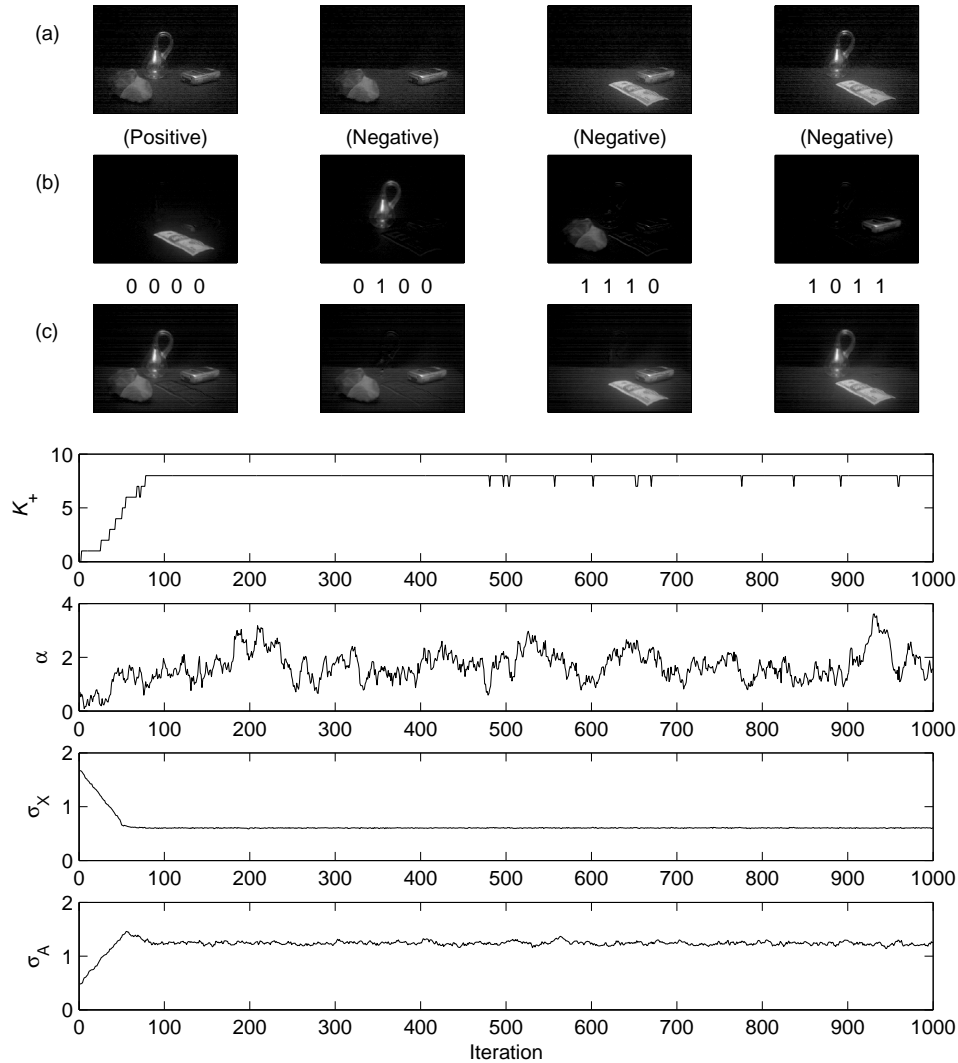 (a)
(Positive) (Negative) (Negative) (Negative)
(b)
0 0 0 0 0 1 0 0 1 1 1 0 1 0 1 1
(c)
10
5
0
K+
0 100 200 300 400 500 600 700 800 900 1000
4
2
0
α
0 100 200 300 400 500 600 700 800 900 1000
2
1
0
σX
0 100 200 300 400 500 600 700 800 900 1000
2
1
0
σA
0 100 200 300 400 500 600 700 800 900 1000
Iteration